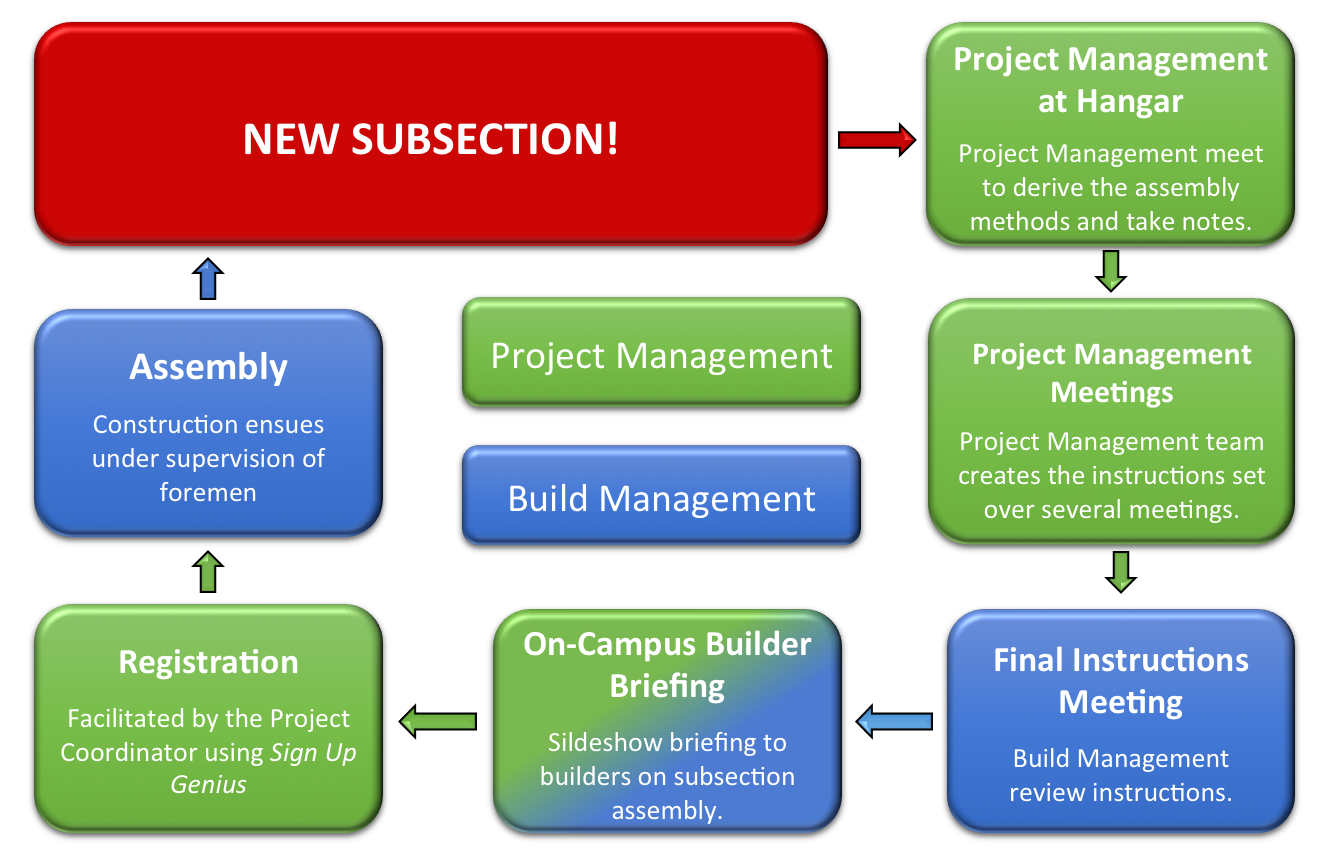 NEW SUBSECTION!
Project Management
at Hangar
Project Management meet
to derive the assembly
methods and take notes.
Project Management
Meetings
Project Management team
creates the instructions set
over several meetings.
Final Instructions
Meeting
Build Management
review instructions.
On-Campus Builder
Briefing
Sildeshow briefing to
builders on subsection
assembly.
Registration
Facilitated by the Project
Coordinator using Sign Up
Genius
Assembly
Construction ensues
under supervision of
foremen
Project Management
Build Management